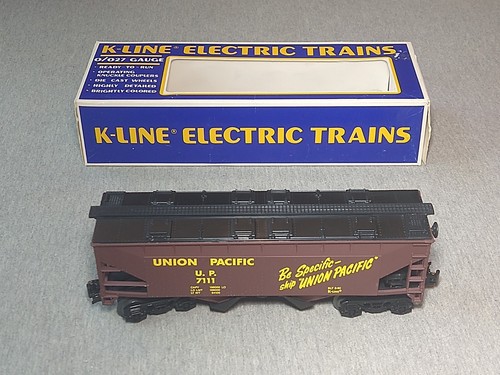 K-LINE® ELECTRIC TRAINS
O/O27 GAUGE
• READY-TO-RUN
• OPERATING
KNUCKLE COUPLERS
• DIE CAST WHEELS
• HIGHLY DETAILED
• BRIGHTLY COLORED
K-LINE® ELECTRIC TRAINS
UNION PACIFIC
U. P.
7111
Be Specific-
ship "UNION PACIFIC"